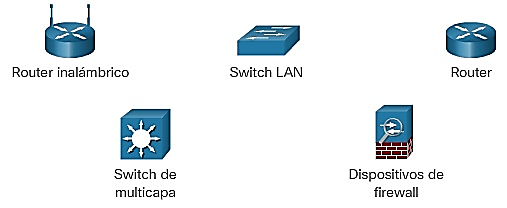 Router inalámbrico
Switch LAN
Router
Switch de
multicapa
Dispositivos de
firewall